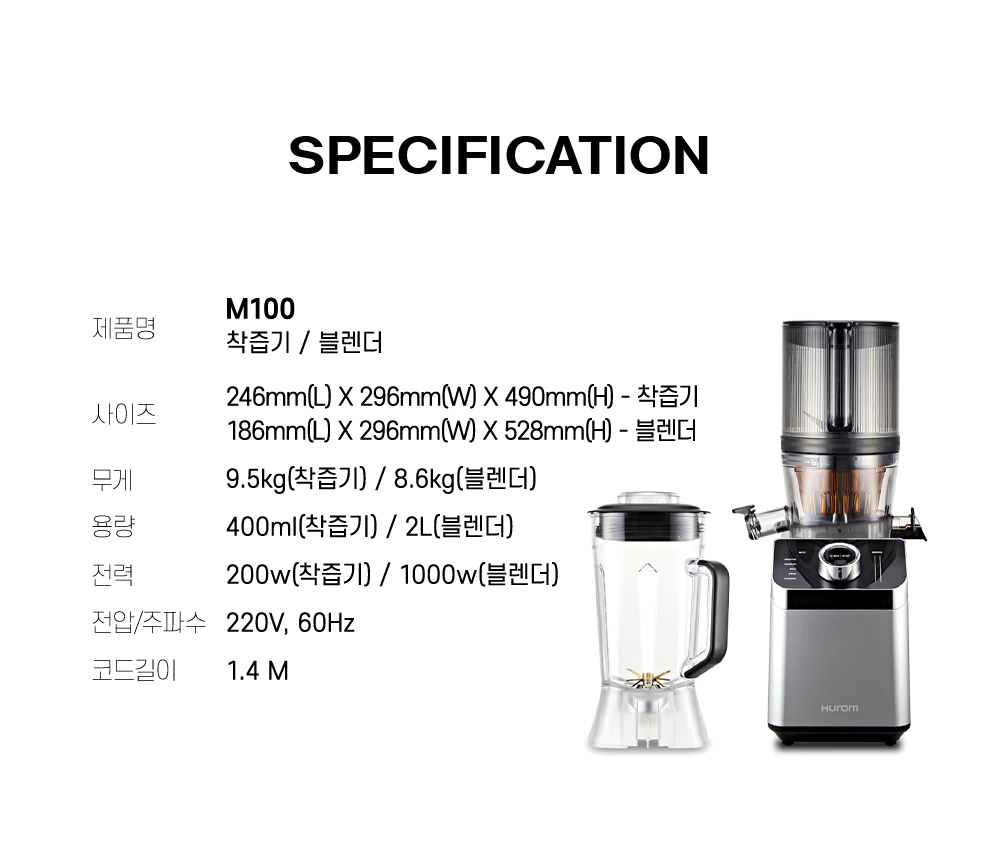 SPECIFICATION
제품명
M100
착즙기 / 블렌더
사이즈
246mm(L) X 296mm(W) X 490mm(H) - 착즙기
186mm(L) X 296mm(W) X 528mm(H) - 블렌더
무게 9.5kg(착즙기) / 8.6kg(블렌더)
용량 400ml(착즙기) / 2L(블렌더)
전력 200w(착즙기) / 1000w(블렌더)
전압/주파수 220V, 60Hz
코드길이 1.4 M
HUROM